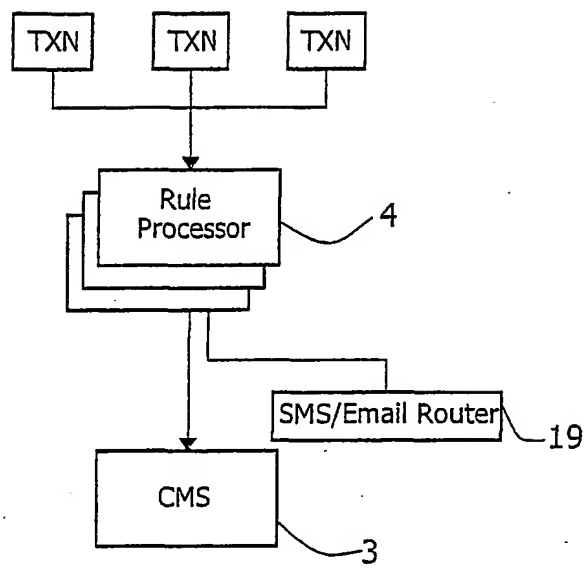 TXN TXN TXN
Rule
Processor
4
SMS/Email Router
19
CMS
3